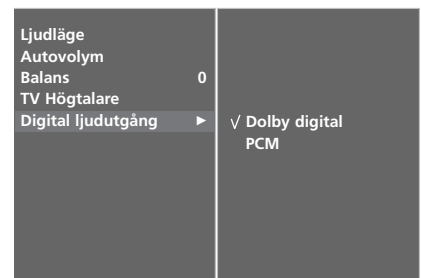 Ljudläge
Autovolym
Balans 0
TV Högtalare
Digital ljudutgång ►
√ Dolby digital
PCM